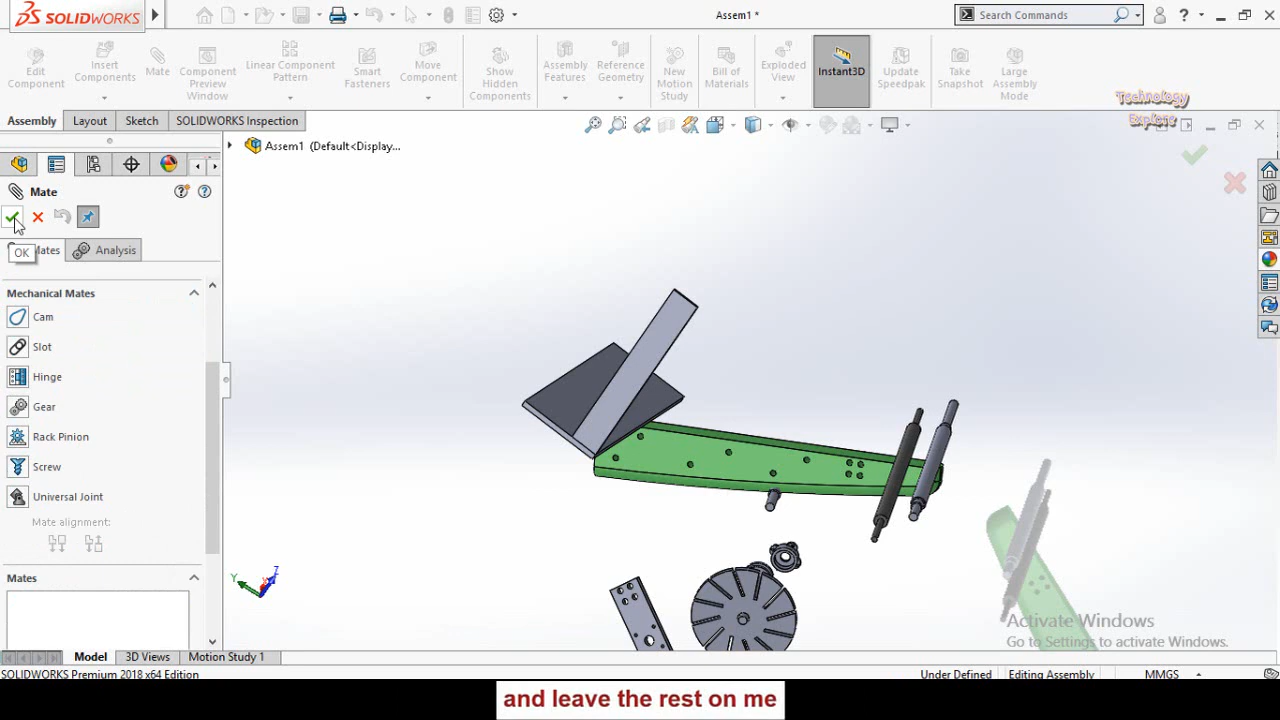 SOLIDWORKS
Assem1 *
Search Commands
?
Edit
Component
Insert
Components
Mate
Component
Preview
Window
Linear Component
Pattern
Smart
Fasteners
Move
Component
Show
Hidden
Components
Assembly
Features
Reference
Geometry
New
Motion
Study
Bill of
Materials
Exploded
View
Instant3D
Update
Speedpak
Take
Snapshot
Large
Assembly
Mode
Technology
Explore
Assembly
Layout
Sketch
SOLIDWORKS Inspection
Assem1 (Default<Display...
Mate
OK
Mates
Analysis
Mechanical Mates
Cam
Slot
Hinge
Gear
Rack Pinion
Screw
Universal Joint
Mate alignment:
Mates
Y
X
Z
Activate Windows
Go to Settings to activate Windows.
Model
3D Views
Motion Study 1
SOLIDWORKS Premium 2018 x64 Edition
Under Defined
Editing Assembly
MMGS
and leave the rest on me